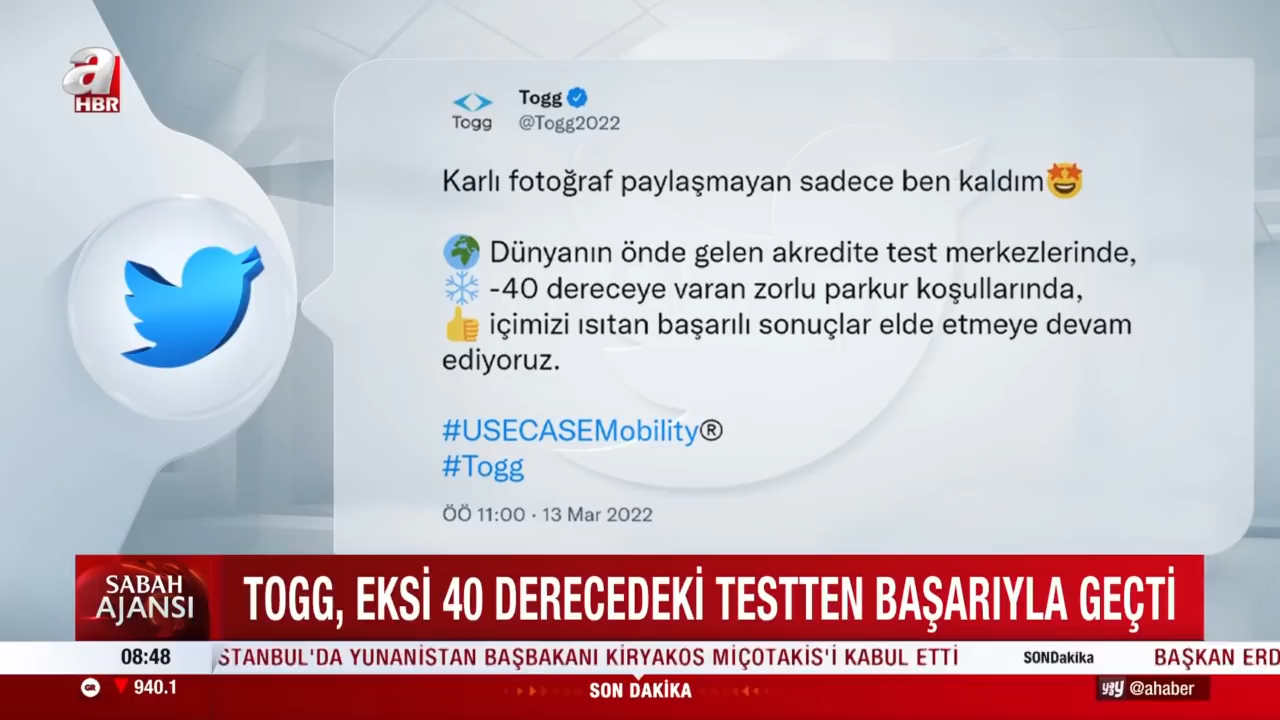 a
HBR
Togg
Togg
@Togg2022
Karlı fotoğraf paylaşmayan sadece ben kaldım🤩
🌍 Dünyanın önde gelen akredite test merkezlerinde,
❄️ -40 dereceye varan zorlu parkur koşullarında,
👍 içimizi ısıtan başarılı sonuçlar elde etmeye devam
ediyoruz.
#USECASEMobility®
#Togg
ÖÖ 11:00 · 13 Mar 2022
SABAH
AJANSI
TOGG, EKSİ 40 DERECEDEKİ TESTTEN BAŞARIYLA GEÇTİ
08:48
STANBUL'DA YUNANİSTAN BAŞBAKANI KİRYAKOS MİÇOTAKİS'İ KABUL ETTİ
SONDakika
BAŞKAN ERD
GR ▼ 940.1
SON DAKİKA
yay @ahaber